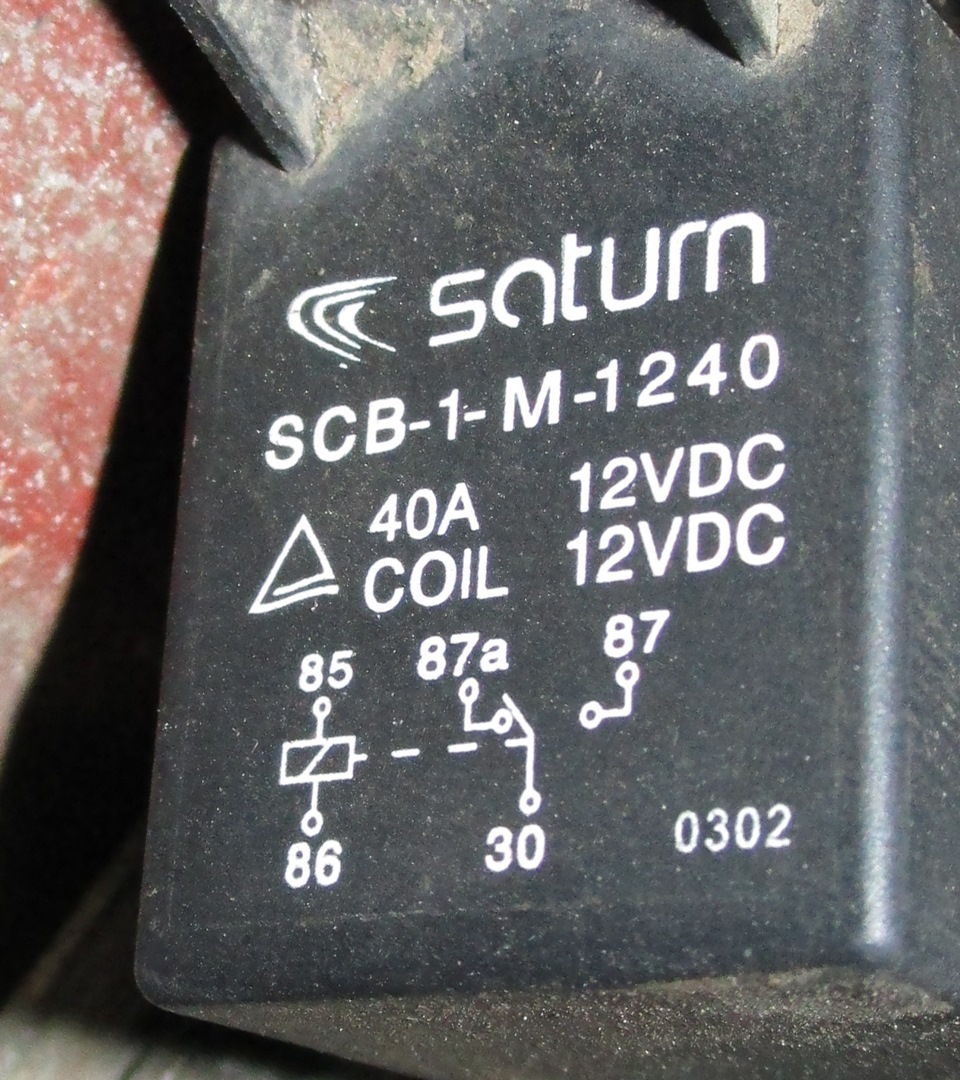 saturn
SCB-1-M-1240
40A 12VDC
COIL 12VDC
85 87a 87
86 30 0302